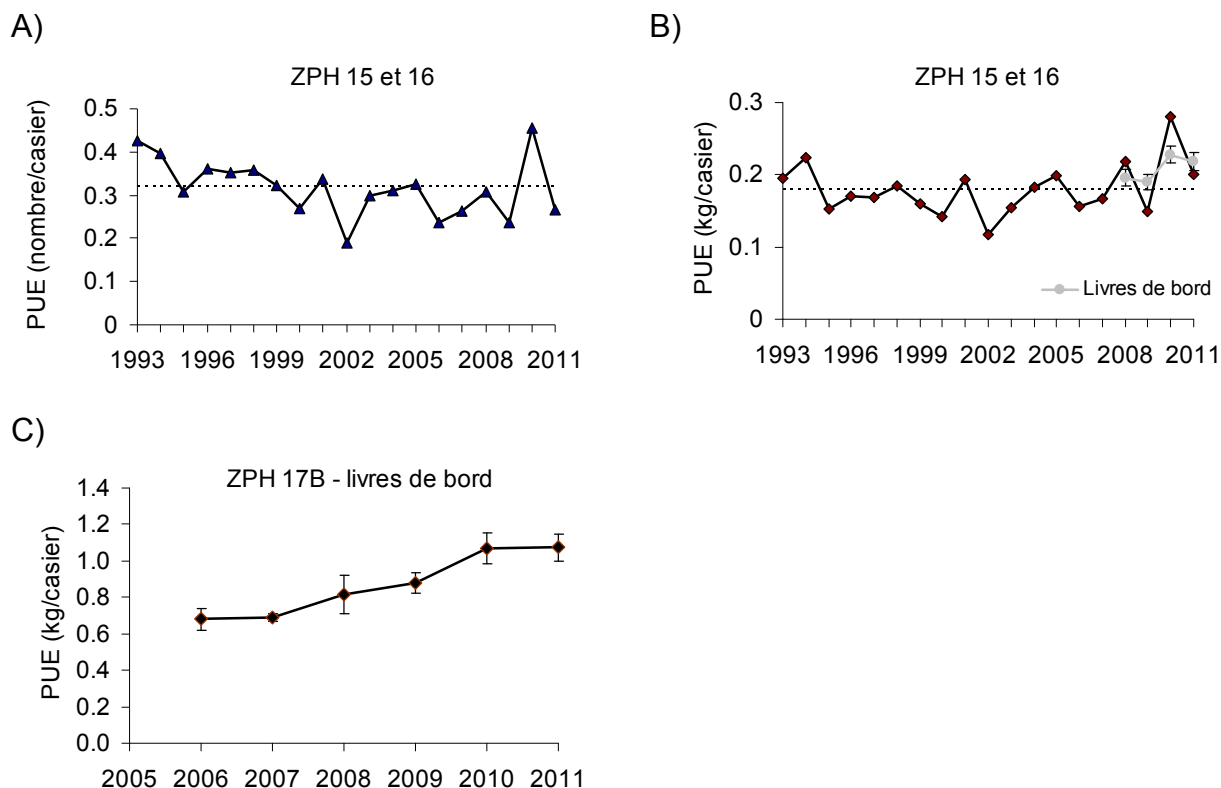 A)
ZPH 15 et 16
PUE (nombre/casier)
0.5
0.4
0.3
0.2
0.1
0
1993 1996 1999 2002 2005 2008 2011
B)
ZPH 15 et 16
PUE (kg/casier)
0.3
0.2
0.1
0
Livres de bord
1993 1996 1999 2002 2005 2008 2011
C)
ZPH 17B - livres de bord
PUE (kg/casier)
1.4
1.2
1.0
0.8
0.6
0.4
0.2
0.0
2005 2006 2007 2008 2009 2010 2011